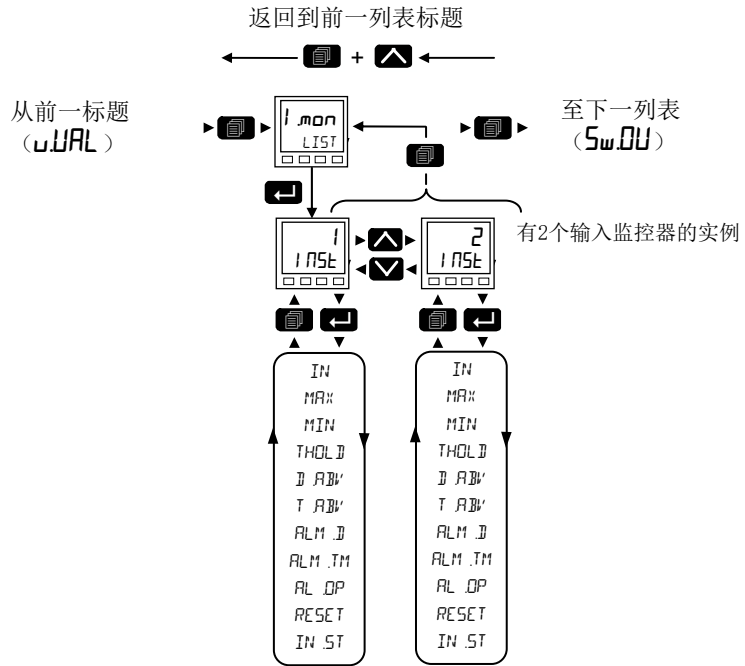 返回到前一列表标题
+
从前一标题
（u.UAL）
I.mon
LIST
至下一列表
（Sw.OU）
1
INSt
2
INSt
有2个输入监控器的实例
IN
MAX
MIN
THOLD
D.ABV
T.ABV
ALM.D
ALM.TM
AL.OP
RESET
IN.ST
IN
MAX
MIN
THOLD
D.ABV
T.ABV
ALM.D
ALM.TM
AL.OP
RESET
IN.ST